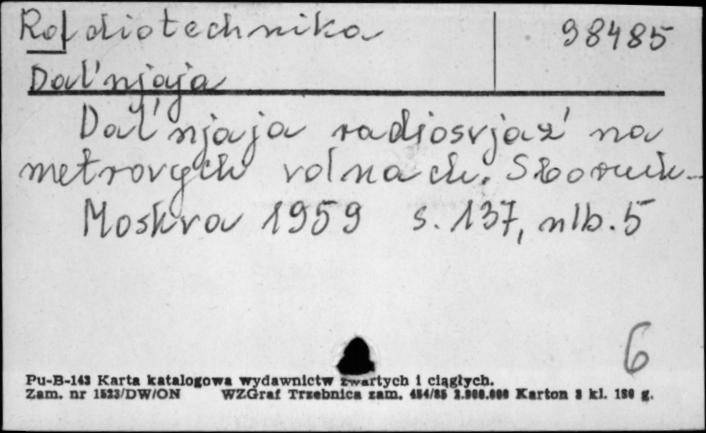 Radiotechnika 98485
Dal'njaja
Dal'njaja radiosvjaz' na
metrovych volnach. Sbornik.
Moskva 1959 s. 137, nlb. 5
6
Pu-B-143 Karta katalogowa wydawnictw zwartych i ciągłych.
Zam. nr 1523/DW/ON WZGraf Trzebnica zam. 454/85 2.000.000 Karton 3 kl. 180 g.